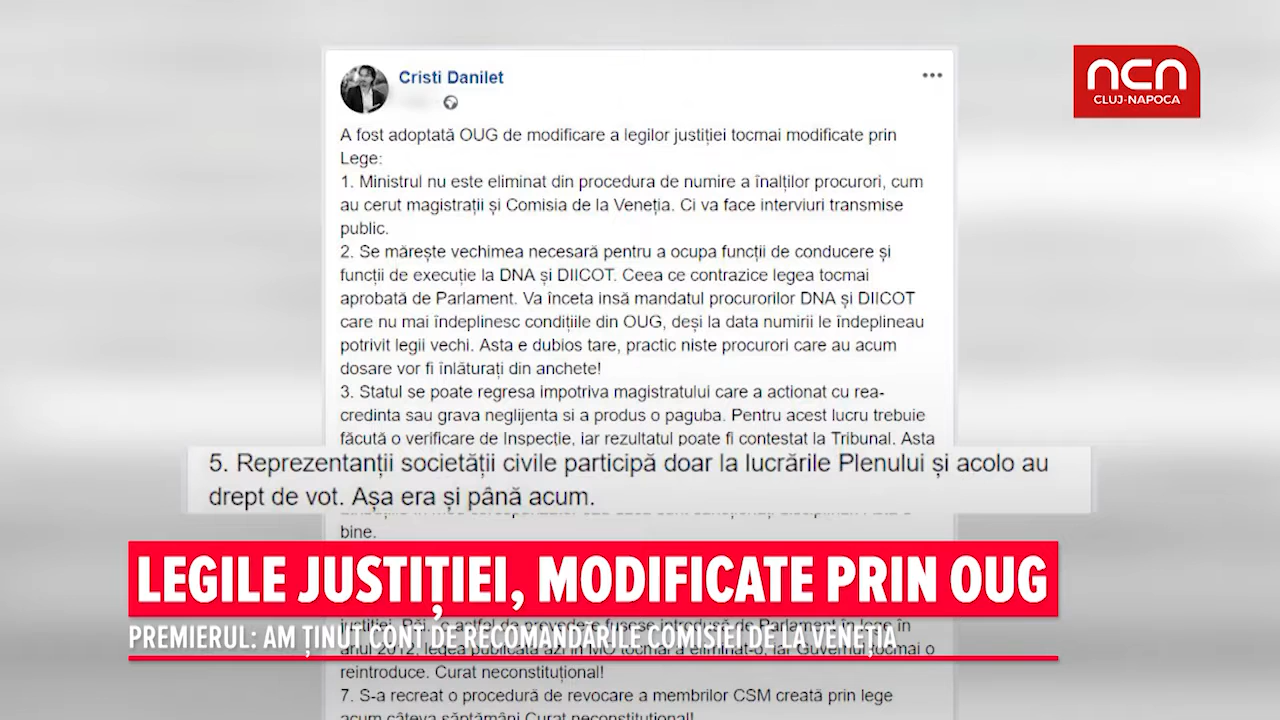 Cristi Danilet
ncn
CLUJ-NAPOCA
A fost adoptată OUG de modificare a legilor justiției tocmai modificate prin
Lege:
1. Ministrul nu este eliminat din procedura de numire a înalților procurori, cum
au cerut magistrații și Comisia de la Veneția. Ci va face interviuri transmise
public.
2. Se mărește vechimea necesară pentru a ocupa funcții de conducere și
funcții de execuție la DNA și DIICOT. Ceea ce contrazice legea tocmai
aprobată de Parlament. Va înceta insă mandatul procurorilor DNA și DIICOT
care nu mai îndeplinesc condițiile din OUG, deși la data numirii le îndeplineau
potrivit legii vechi. Asta e dubios tare, practic niste procurori care au acum
dosare vor fi înlăturați din anchete!
3. Statul se poate regresa impotriva magistratului care a actionat cu rea-
credinta sau grava neglijenta si a produs o paguba. Pentru acest lucru trebuie
făcută o verificare de Inspecție, iar rezultatul poate fi contestat la Tribunal. Asta
5. Reprezentanții societății civile participă doar la lucrările Plenului și acolo au
drept de vot. Așa era și până acum.
bine.
LEGILE JUSTIȚIEI, MODIFICATE PRIN OUG
PREMIERUL: AM ȚINUT CONT DE RECOMANDĂRILE COMISIEI DE LA VENEȚIA
anul 2012, legea publicată azi în MO tocmai a eliminat-o, iar Guvernul tocmai o
reintroduce. Curat neconstituțional!
7. S-a recreat o procedură de revocare a membrilor CSM creată prin lege
acum câteva săptămâni Curat neconstituțional!